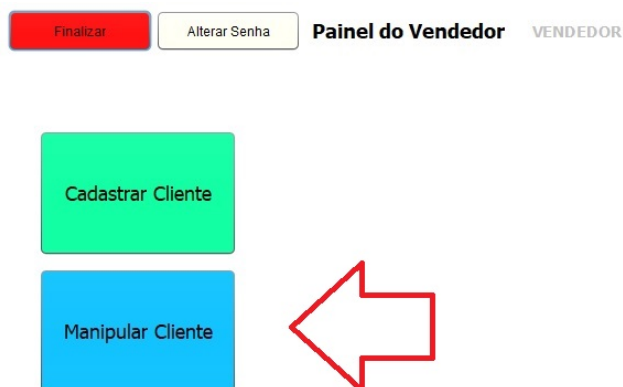 Finalizar Alterar Senha Painel do Vendedor VENDEDOR
Cadastrar Cliente
Manipular Cliente